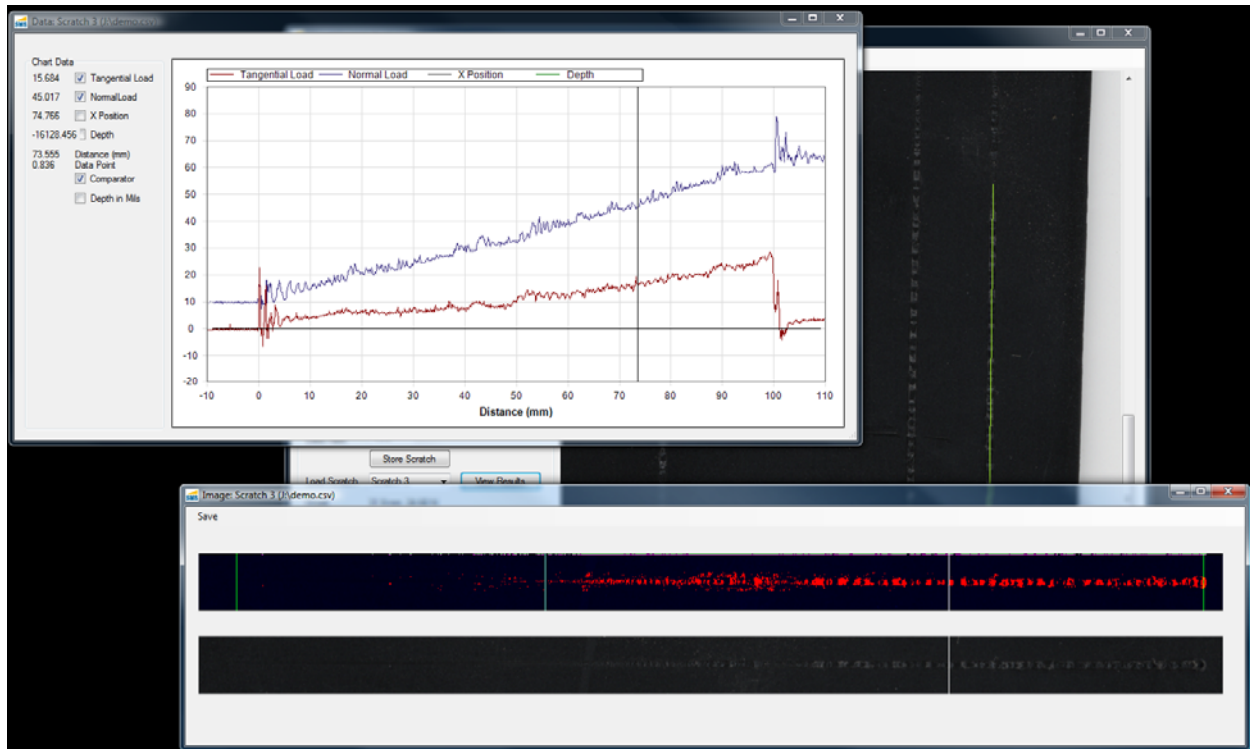 Data: Scratch 3 (J:\demo.csv)
Chart Data
15.684 Tangential Load
45.017 NormalLoad
74.766 X Position
-16128.456 Depth
73.555 Distance (mm)
0.836 Data Point
Comparator
Depth in Mils
Tangential Load Normal Load X Position Depth
90
80
70
60
50
40
30
20
10
0
-10
-20
-10 0 10 20 30 40 50 60 70 80 90 100 110
Distance (mm)
Store Scratch
Load Scratch Scratch 3 View Results
sws Image: Scratch 3 (J:\demo.csv)
Save